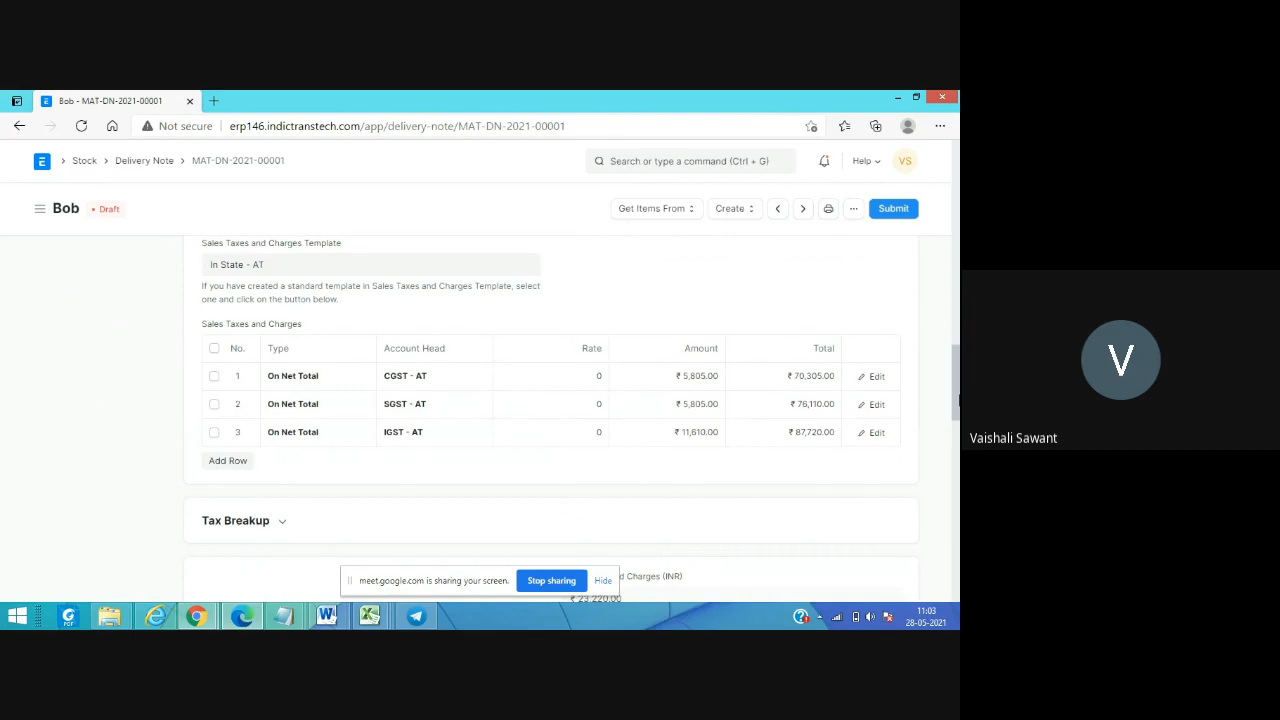 Bob - MAT-DN-2021-00001
Not secure erp146.indictranstech.com/app/delivery-note/MAT-DN-2021-00001
E Stock Delivery Note MAT-DN-2021-00001 Search or type a command (Ctrl + G) Help VS
Bob • Draft Get Items From Create ... Submit
Sales Taxes and Charges Template
In State - AT
If you have created a standard template in Sales Taxes and Charges Template, select
one and click on the button below.
Sales Taxes and Charges
No. Type Account Head Rate Amount Total
1 On Net Total CGST - AT 0 ₹ 5,805.00 ₹ 70,305.00 Edit
2 On Net Total SGST - AT 0 ₹ 5,805.00 ₹ 76,110.00 Edit
3 On Net Total IGST - AT 0 ₹ 11,610.00 ₹ 87,720.00 Edit
Add Row
Tax Breakup
d Charges (INR)
meet.google.com is sharing your screen. Stop sharing Hide
₹ 23,220.00
11:03
28-05-2021
V
Vaishali Sawant